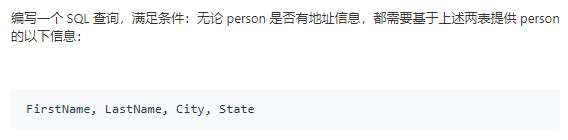 编写一个 SQL 查询，满足条件：无论 person 是否有地址信息，都需要基于上述两表提供 person
的以下信息：
FirstName, LastName, City, State